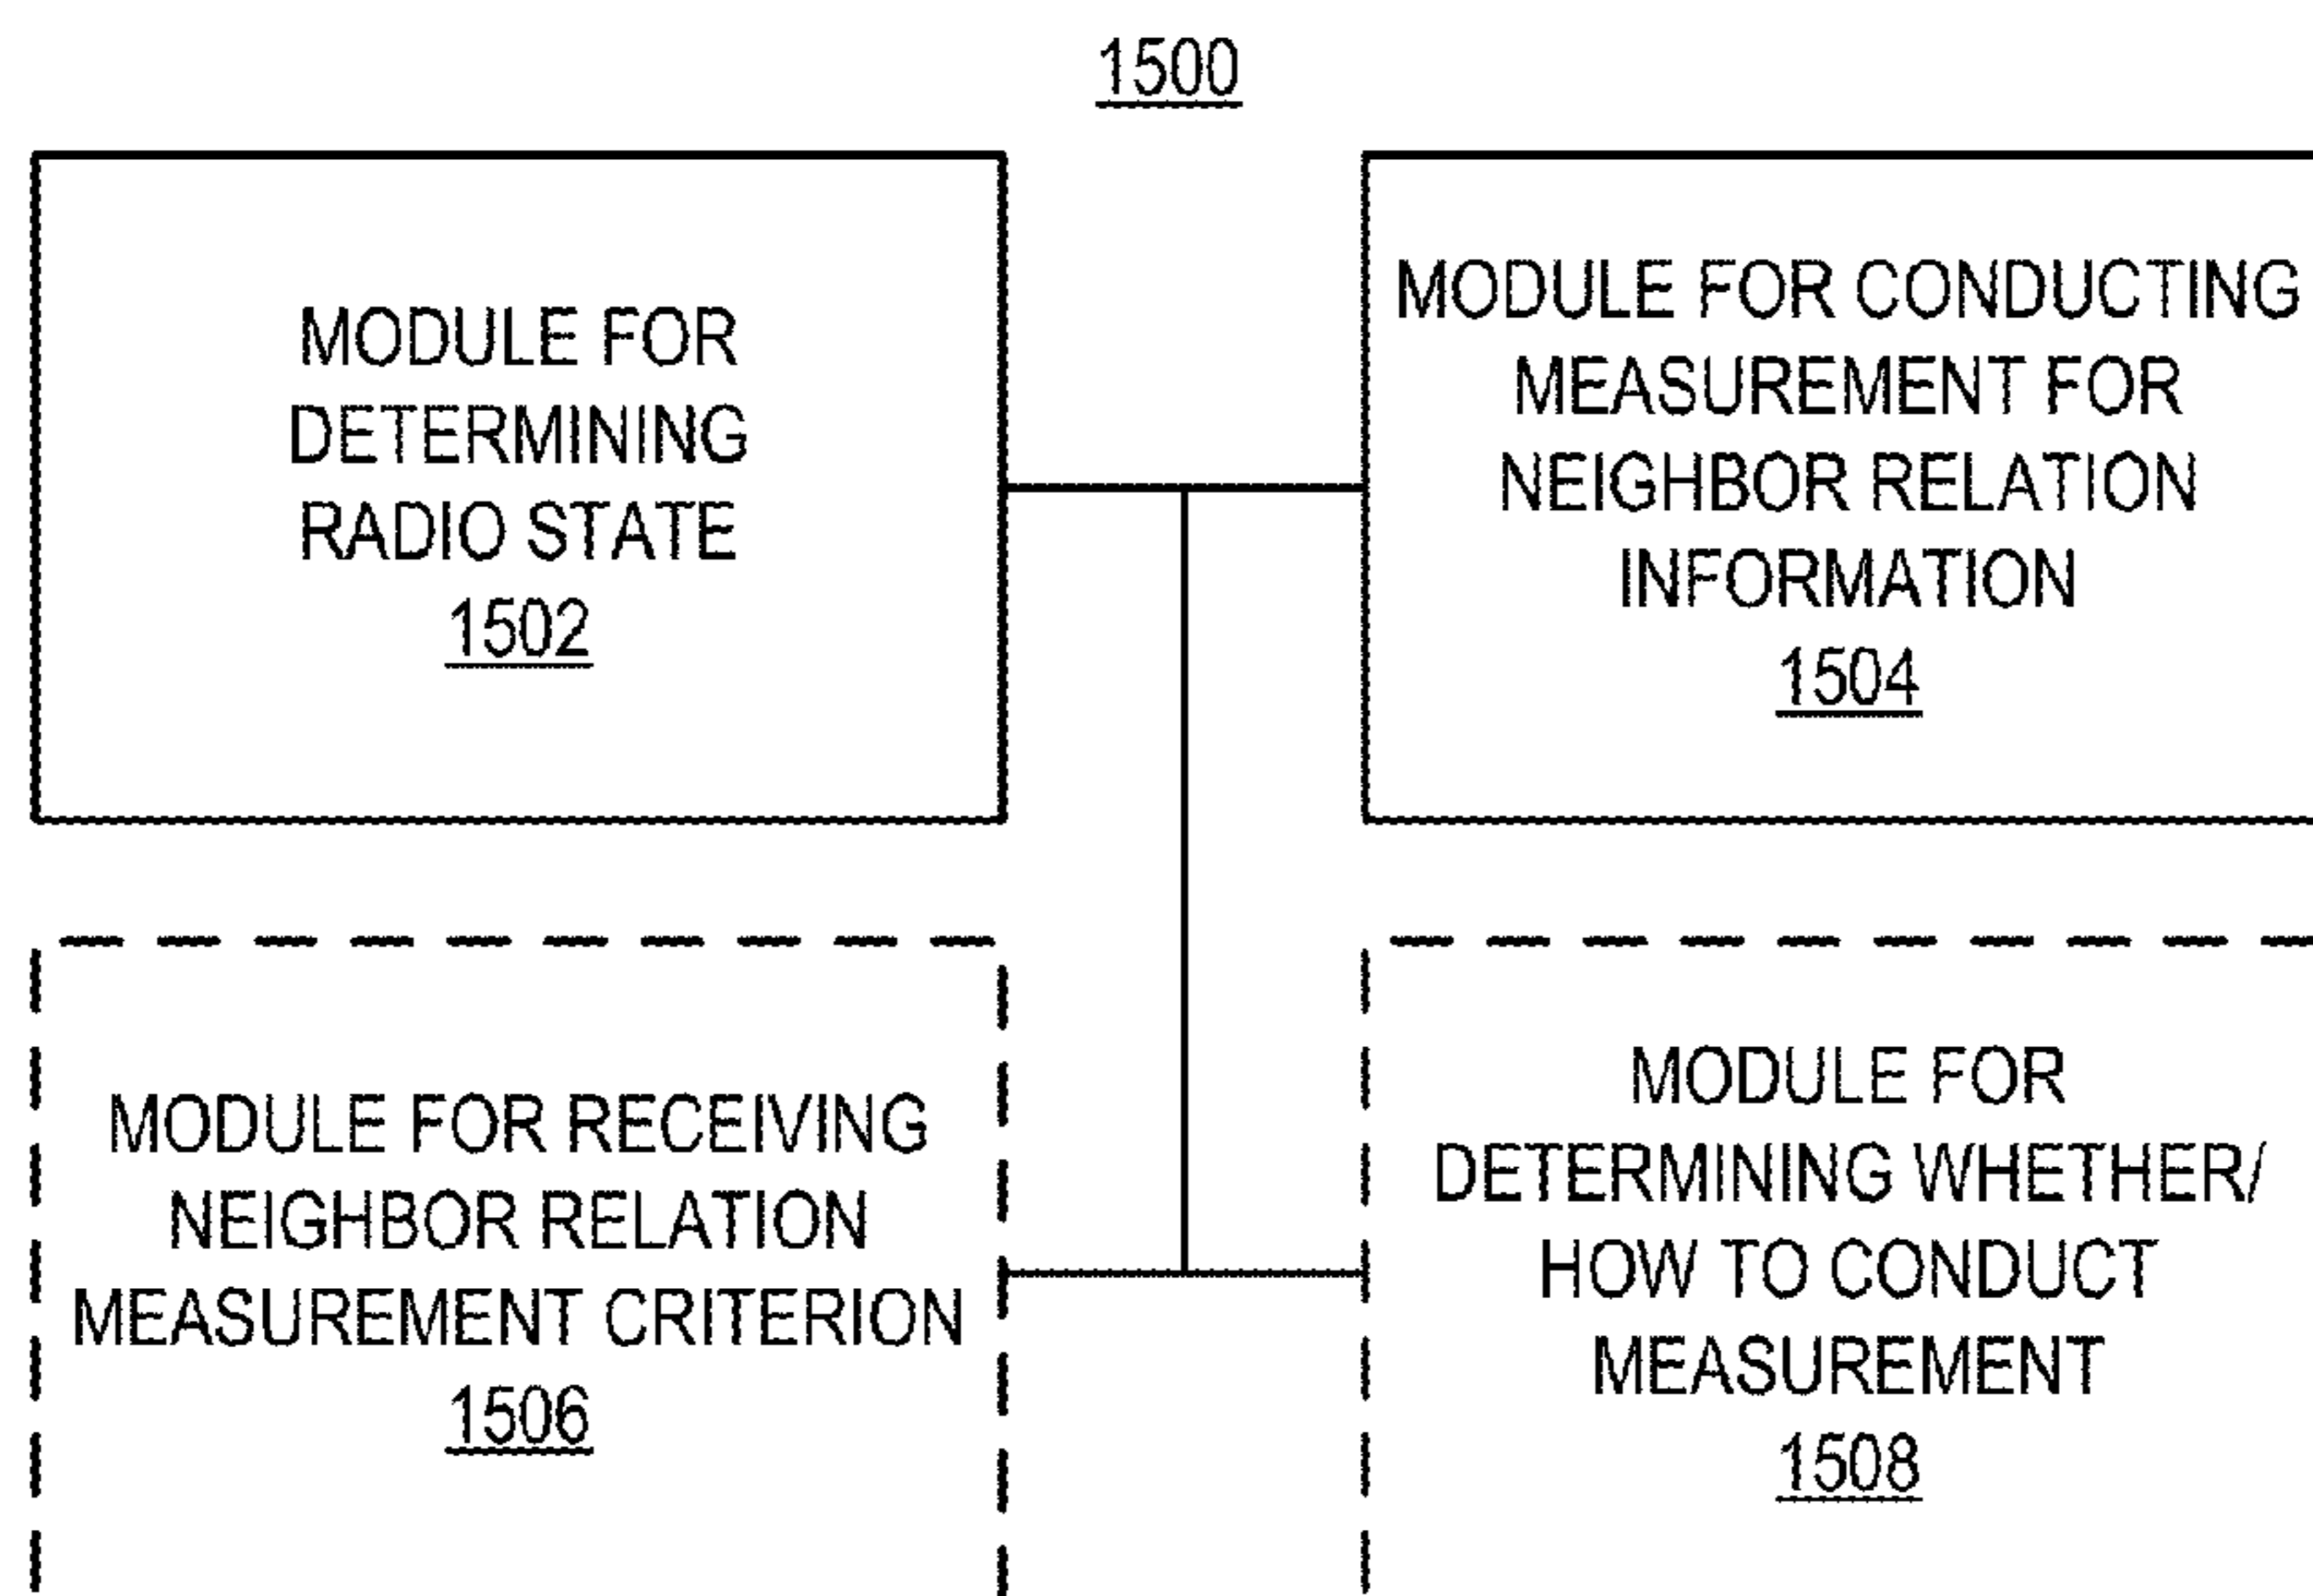 1500
MODULE FOR
DETERMINING
RADIO STATE
1502
MODULE FOR CONDUCTING
MEASUREMENT FOR
NEIGHBOR RELATION
INFORMATION
1504
MODULE FOR RECEIVING
NEIGHBOR RELATION
MEASUREMENT CRITERION
1506
MODULE FOR
DETERMINING WHETHER/
HOW TO CONDUCT
MEASUREMENT
1508